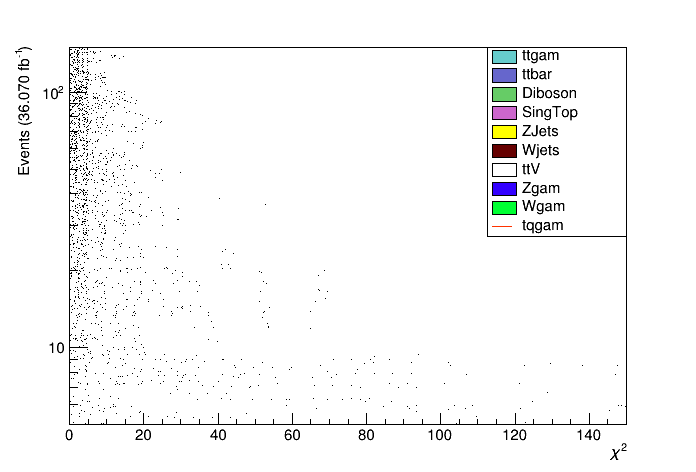 Events (36.070 fb⁻¹)
10²
10
ttgam
ttbar
Diboson
SingTop
ZJets
Wjets
ttV
Zgam
Wgam
tqgam
0 20 40 60 80 100 120 140
χ²